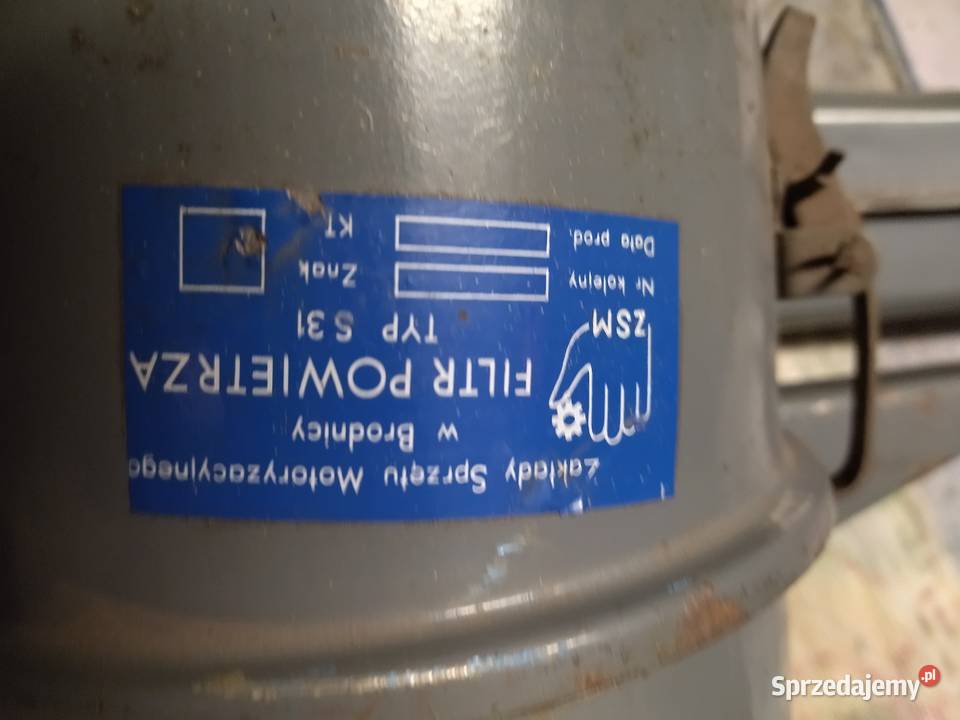 Zakłady Sprzętu Motoryzacyjnego
w Brodnicy
FILTR POWIETRZA
TYP S 31
ZSM
Nr kolejny
Znak
Data prod.
KT.
Sprzedajemy.pl